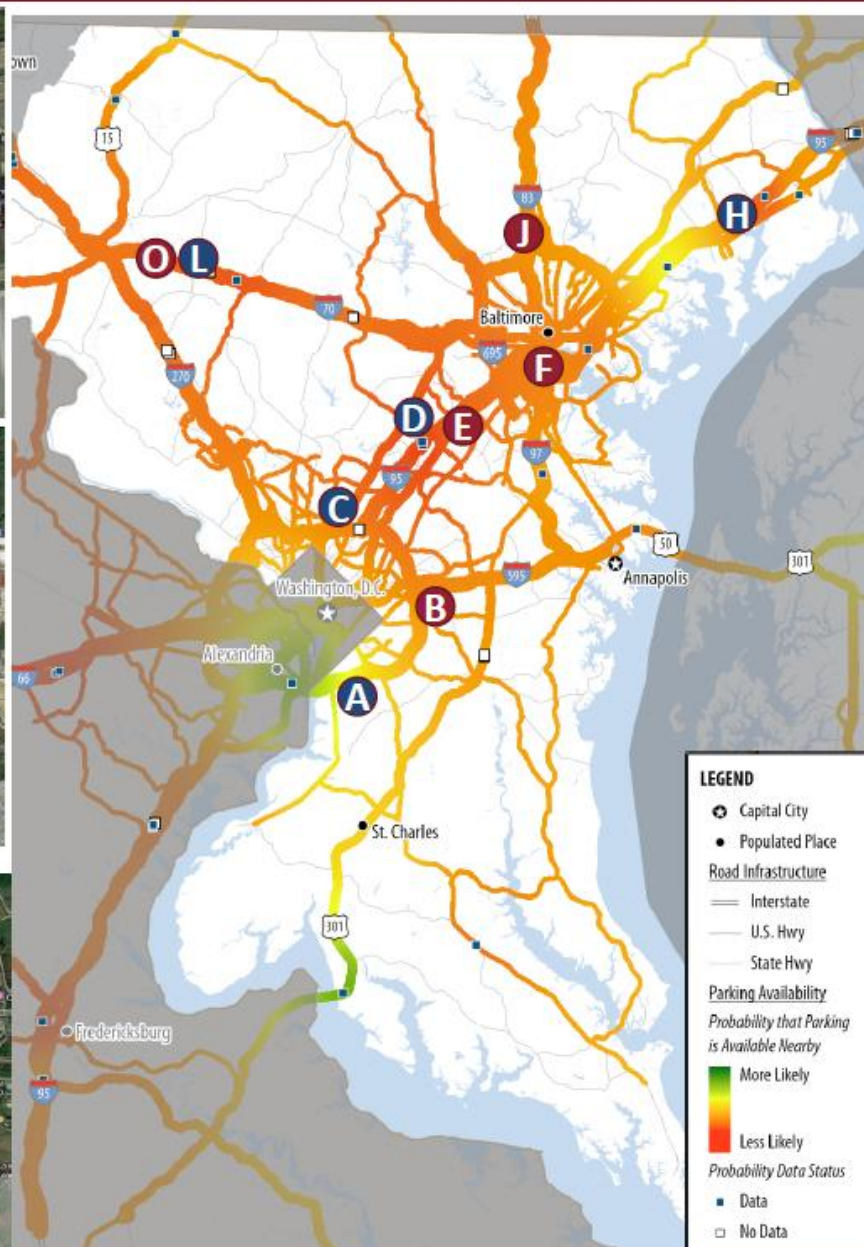 own
15
95
83
H
J
O
L
70
Baltimore
695
F
270
D
E
97
95
C
50
301
Washington, D.C.
595
Annapolis
B
Alexandria
66
A
St. Charles
301
Fredericksburg
95
LEGEND
Capital City
Populated Place
Road Infrastructure
Interstate
U.S. Hwy
State Hwy
Parking Availability
Probability that Parking
is Available Nearby
More Likely
Less Likely
Probability Data Status
Data
No Data